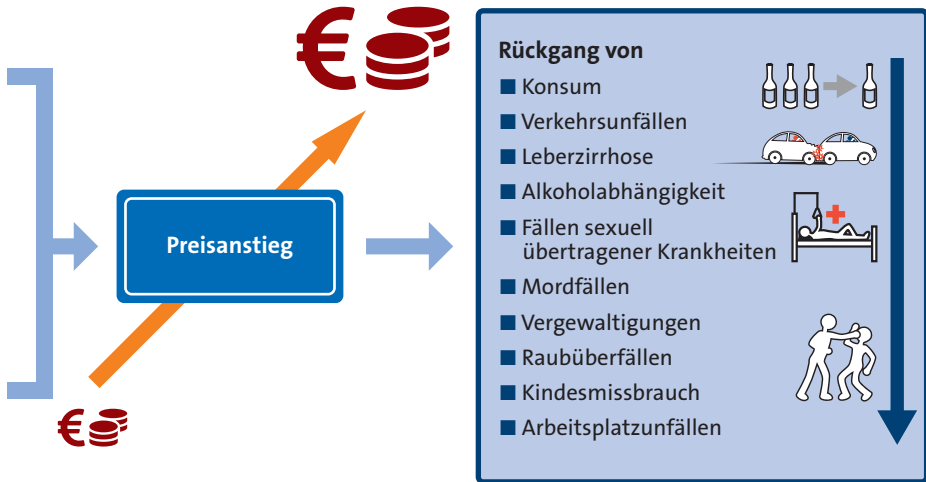 €
Preisanstieg
€
Rückgang von
■ Konsum
■ Verkehrsunfällen
■ Leberzirrhose
■ Alkoholabhängigkeit
■ Fällen sexuell
übertragener Krankheiten
■ Mordfällen
■ Vergewaltigungen
■ Raubüberfällen
■ Kindesmissbrauch
■ Arbeitsplatzunfällen